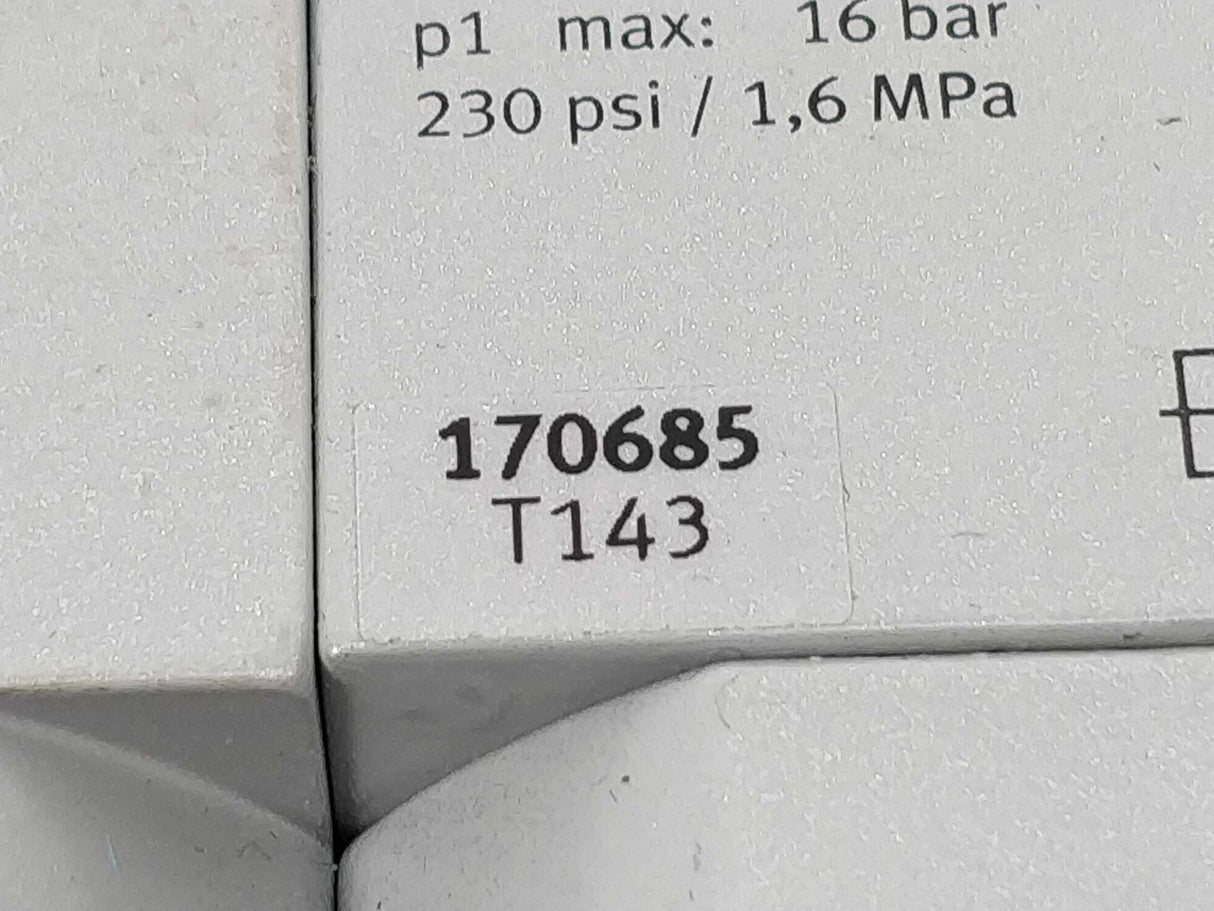 p1 max: 16 bar
230 psi / 1,6 MPa
170685
T143